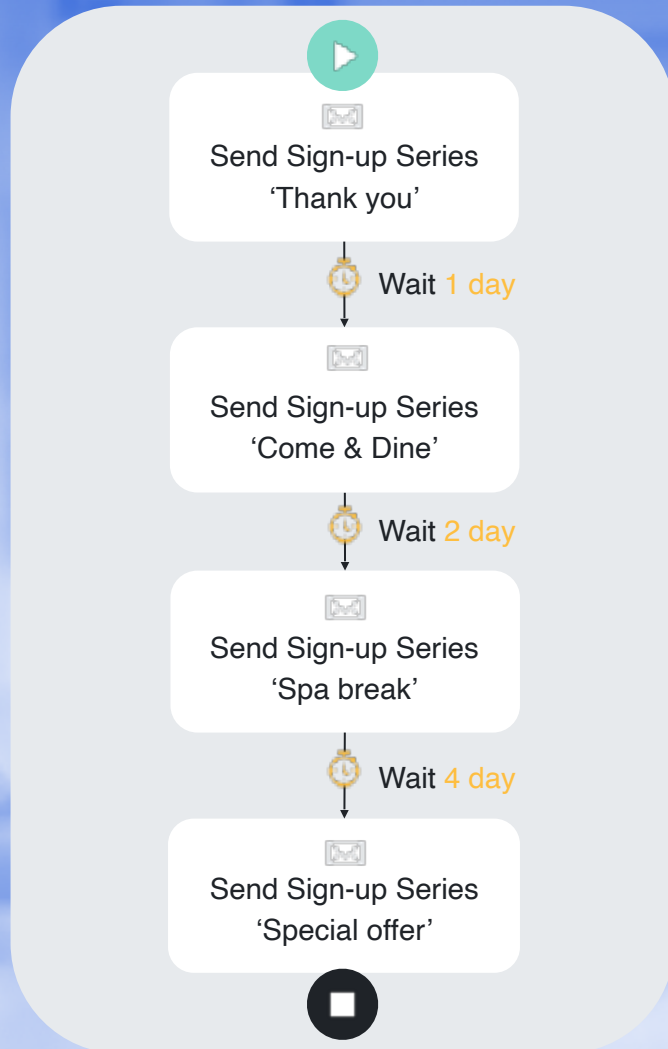 Send Sign-up Series
‘Thank you’
Wait 1 day
Send Sign-up Series
‘Come & Dine’
Wait 2 day
Send Sign-up Series
‘Spa break’
Wait 4 day
Send Sign-up Series
‘Special offer’